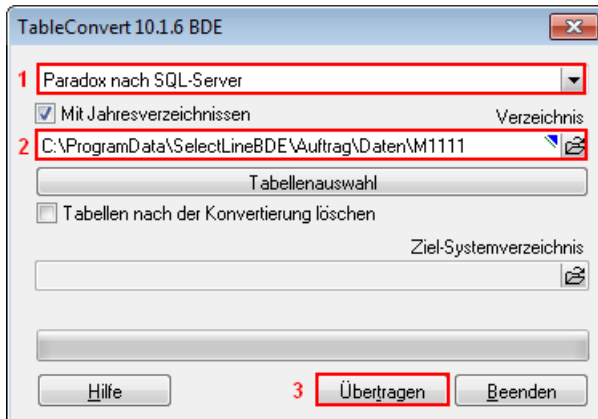 TableConvert 10.1.6 BDE
1 Paradox nach SQL-Server
Mit Jahresverzeichnissen Verzeichnis
2 C:\ProgramData\SelectLineBDE\Auftrag\Daten\M1111
Tabellenauswahl
Tabellen nach der Konvertierung löschen
Ziel-Systemverzeichnis
Hilfe 3 Übertragen Beenden